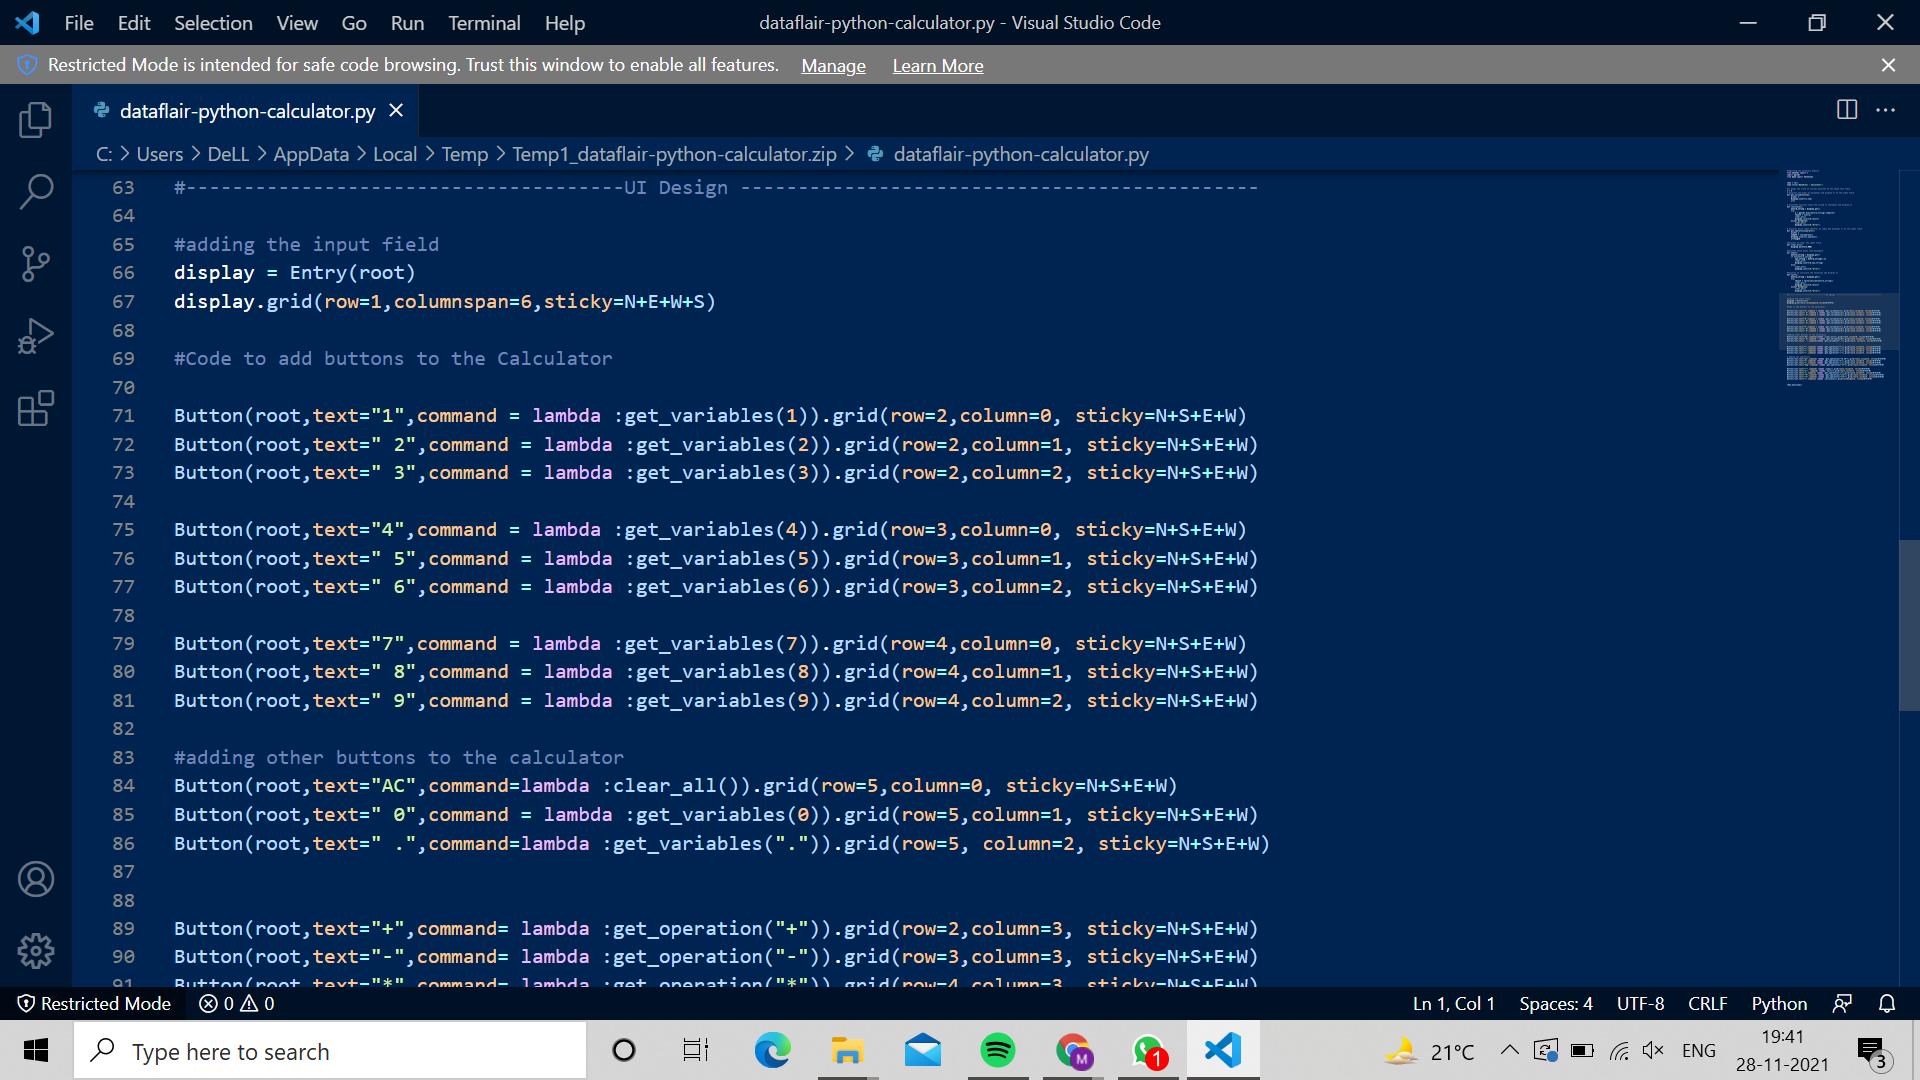 File Edit Selection View Go Run Terminal Help dataflair-python-calculator.py - Visual Studio Code
Restricted Mode is intended for safe code browsing. Trust this window to enable all features. Manage Learn More
dataflair-python-calculator.py
C: > Users > DeLL > AppData > Local > Temp > Temp1_dataflair-python-calculator.zip > dataflair-python-calculator.py
63 #--------------------------------------UI Design ---------------------------------------------
64
65 #adding the input field
66 display = Entry(root)
67 display.grid(row=1,columnspan=6,sticky=N+E+W+S)
68
69 #Code to add buttons to the Calculator
70
71 Button(root,text="1",command = lambda :get_variables(1)).grid(row=2,column=0, sticky=N+S+E+W)
72 Button(root,text=" 2",command = lambda :get_variables(2)).grid(row=2,column=1, sticky=N+S+E+W)
73 Button(root,text=" 3",command = lambda :get_variables(3)).grid(row=2,column=2, sticky=N+S+E+W)
74
75 Button(root,text="4",command = lambda :get_variables(4)).grid(row=3,column=0, sticky=N+S+E+W)
76 Button(root,text=" 5",command = lambda :get_variables(5)).grid(row=3,column=1, sticky=N+S+E+W)
77 Button(root,text=" 6",command = lambda :get_variables(6)).grid(row=3,column=2, sticky=N+S+E+W)
78
79 Button(root,text="7",command = lambda :get_variables(7)).grid(row=4,column=0, sticky=N+S+E+W)
80 Button(root,text=" 8",command = lambda :get_variables(8)).grid(row=4,column=1, sticky=N+S+E+W)
81 Button(root,text=" 9",command = lambda :get_variables(9)).grid(row=4,column=2, sticky=N+S+E+W)
82
83 #adding other buttons to the calculator
84 Button(root,text="AC",command=lambda :clear_all()).grid(row=5,column=0, sticky=N+S+E+W)
85 Button(root,text=" 0",command = lambda :get_variables(0)).grid(row=5,column=1, sticky=N+S+E+W)
86 Button(root,text=" .",command=lambda :get_variables(".")).grid(row=5, column=2, sticky=N+S+E+W)
87
88
89 Button(root,text="+",command= lambda :get_operation("+")).grid(row=2,column=3, sticky=N+S+E+W)
90 Button(root,text="-",command= lambda :get_operation("-")).grid(row=3,column=3, sticky=N+S+E+W)
91 Button(root,text="*",command= lambda :get_operation("*")).grid(row=4,column=3, sticky=N+S+E+W)
Restricted Mode 0 0 Ln 1, Col 1 Spaces: 4 UTF-8 CRLF Python
Type here to search M 1 21°C ENG 19:41
28-11-2021 3